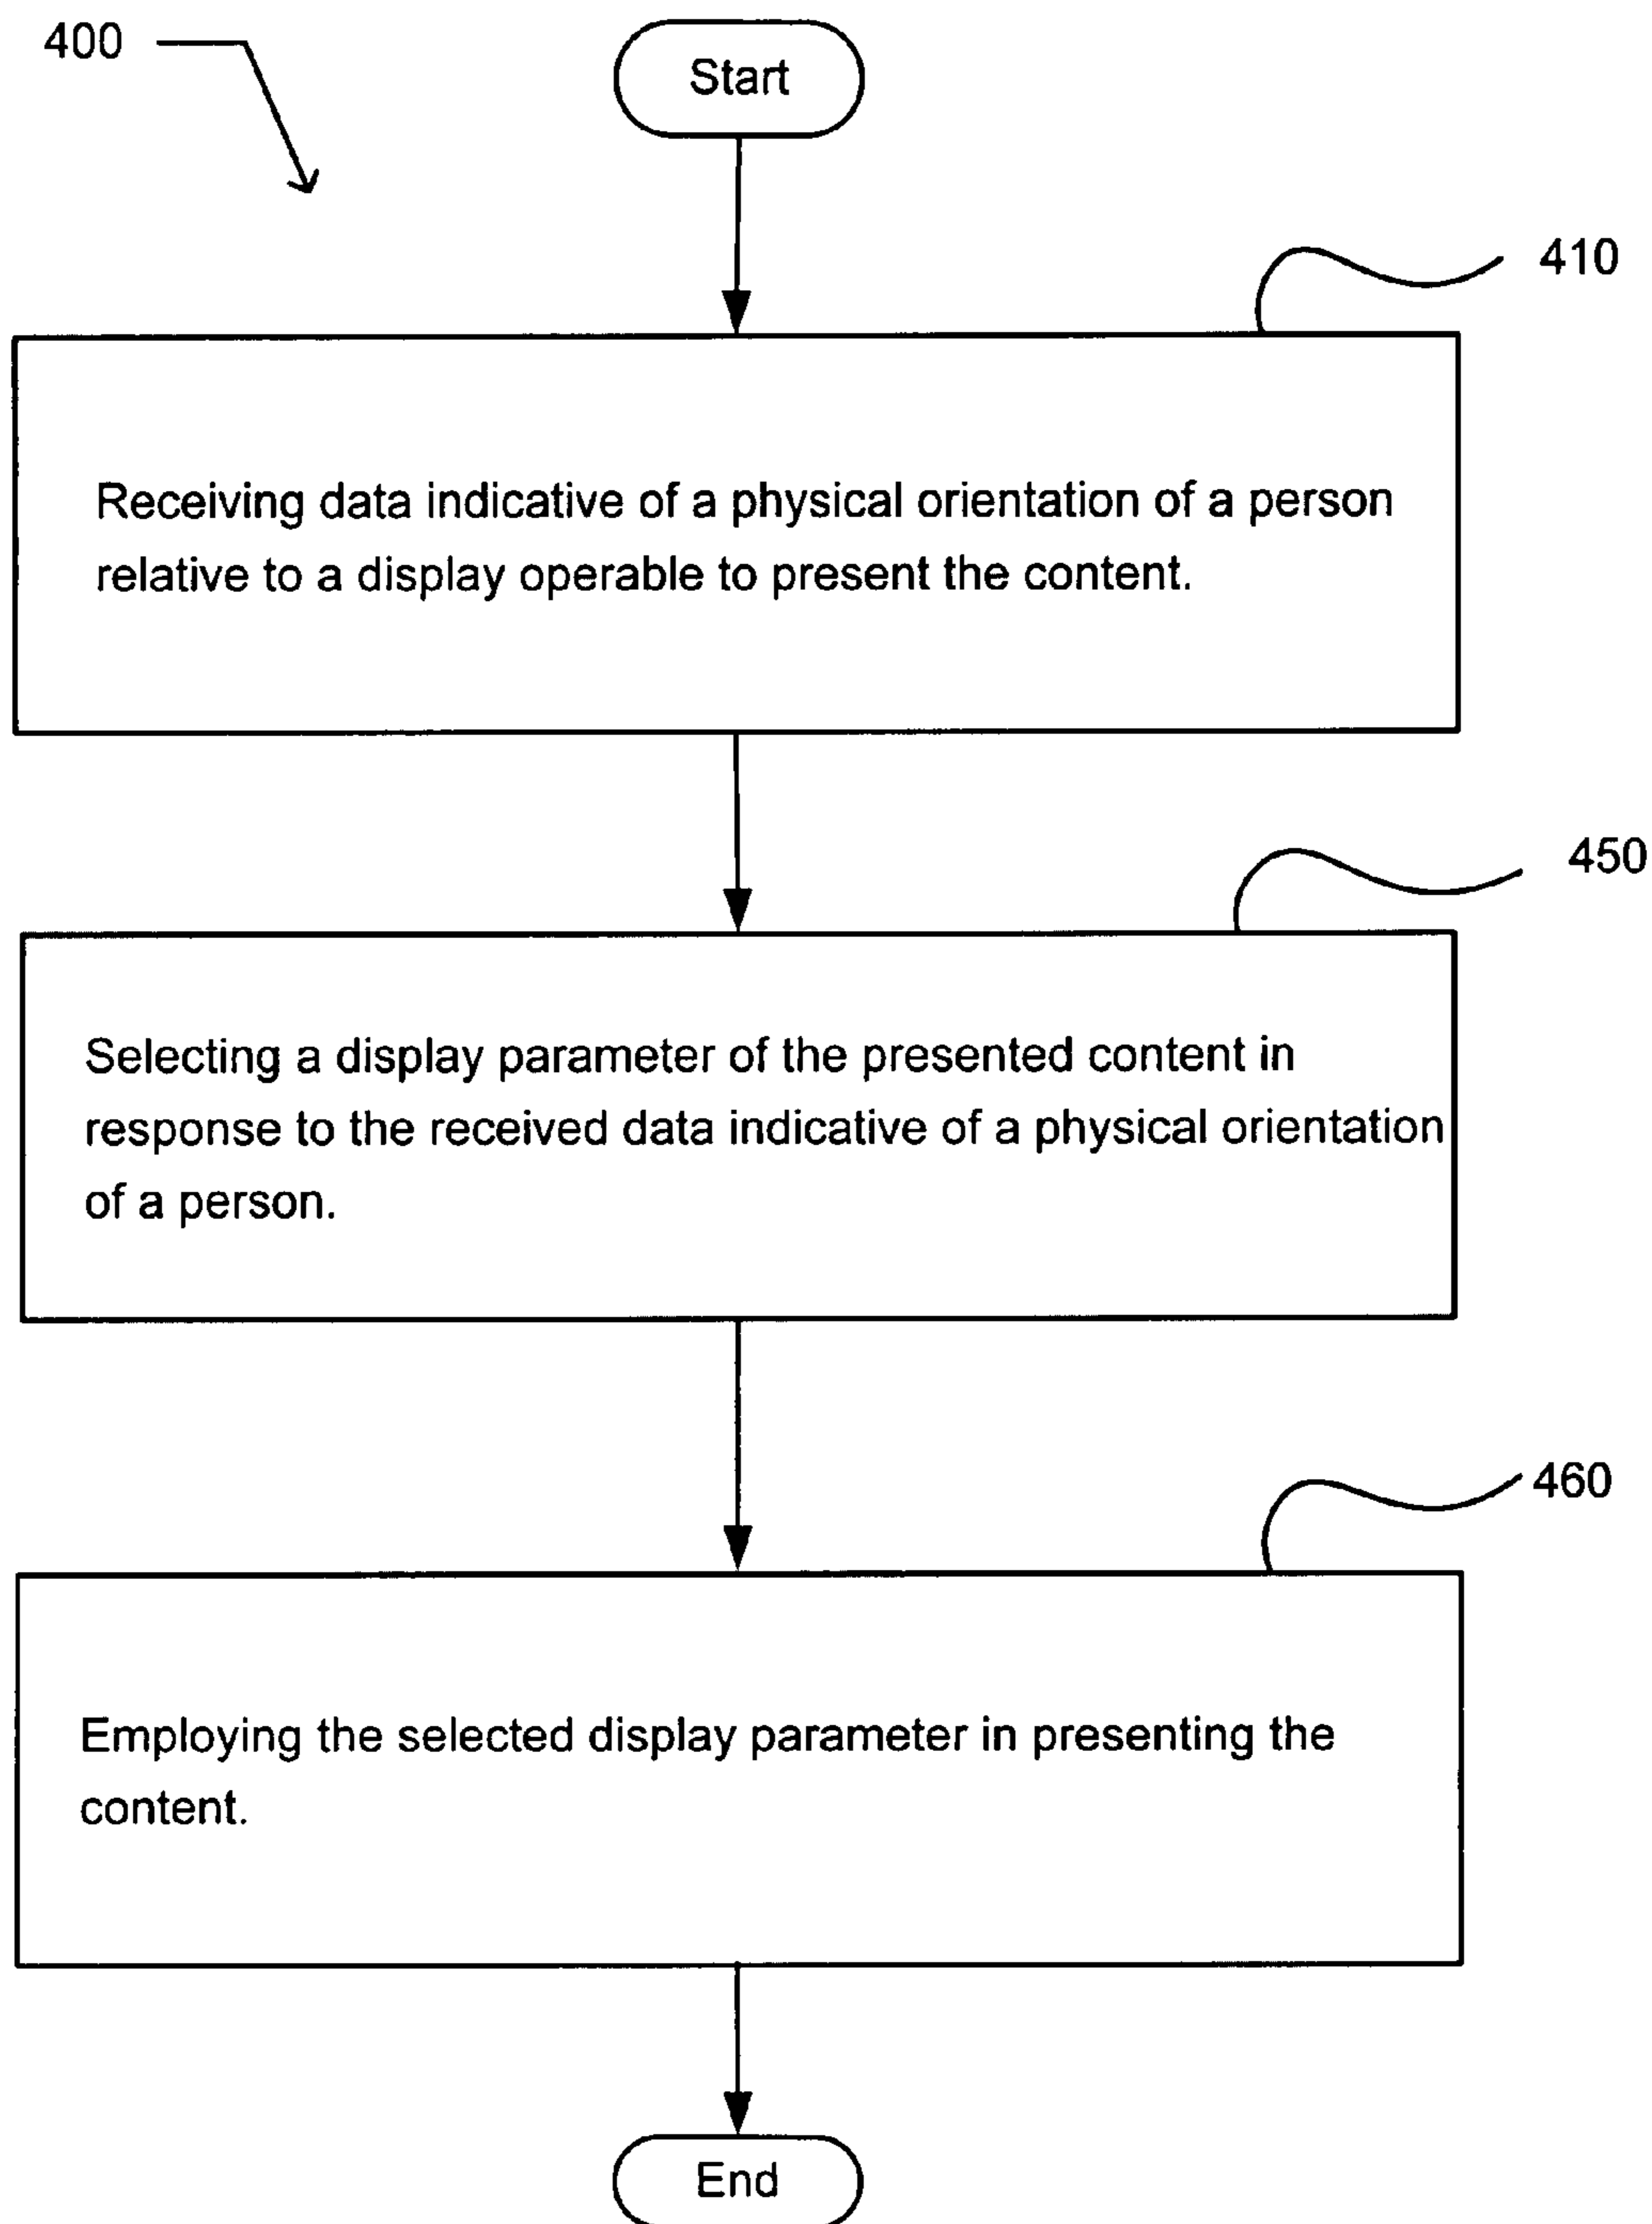 400
Start
410
Receiving data indicative of a physical orientation of a person
relative to a display operable to present the content.
450
Selecting a display parameter of the presented content in
response to the received data indicative of a physical orientation
of a person.
460
Employing the selected display parameter in presenting the
content.
End